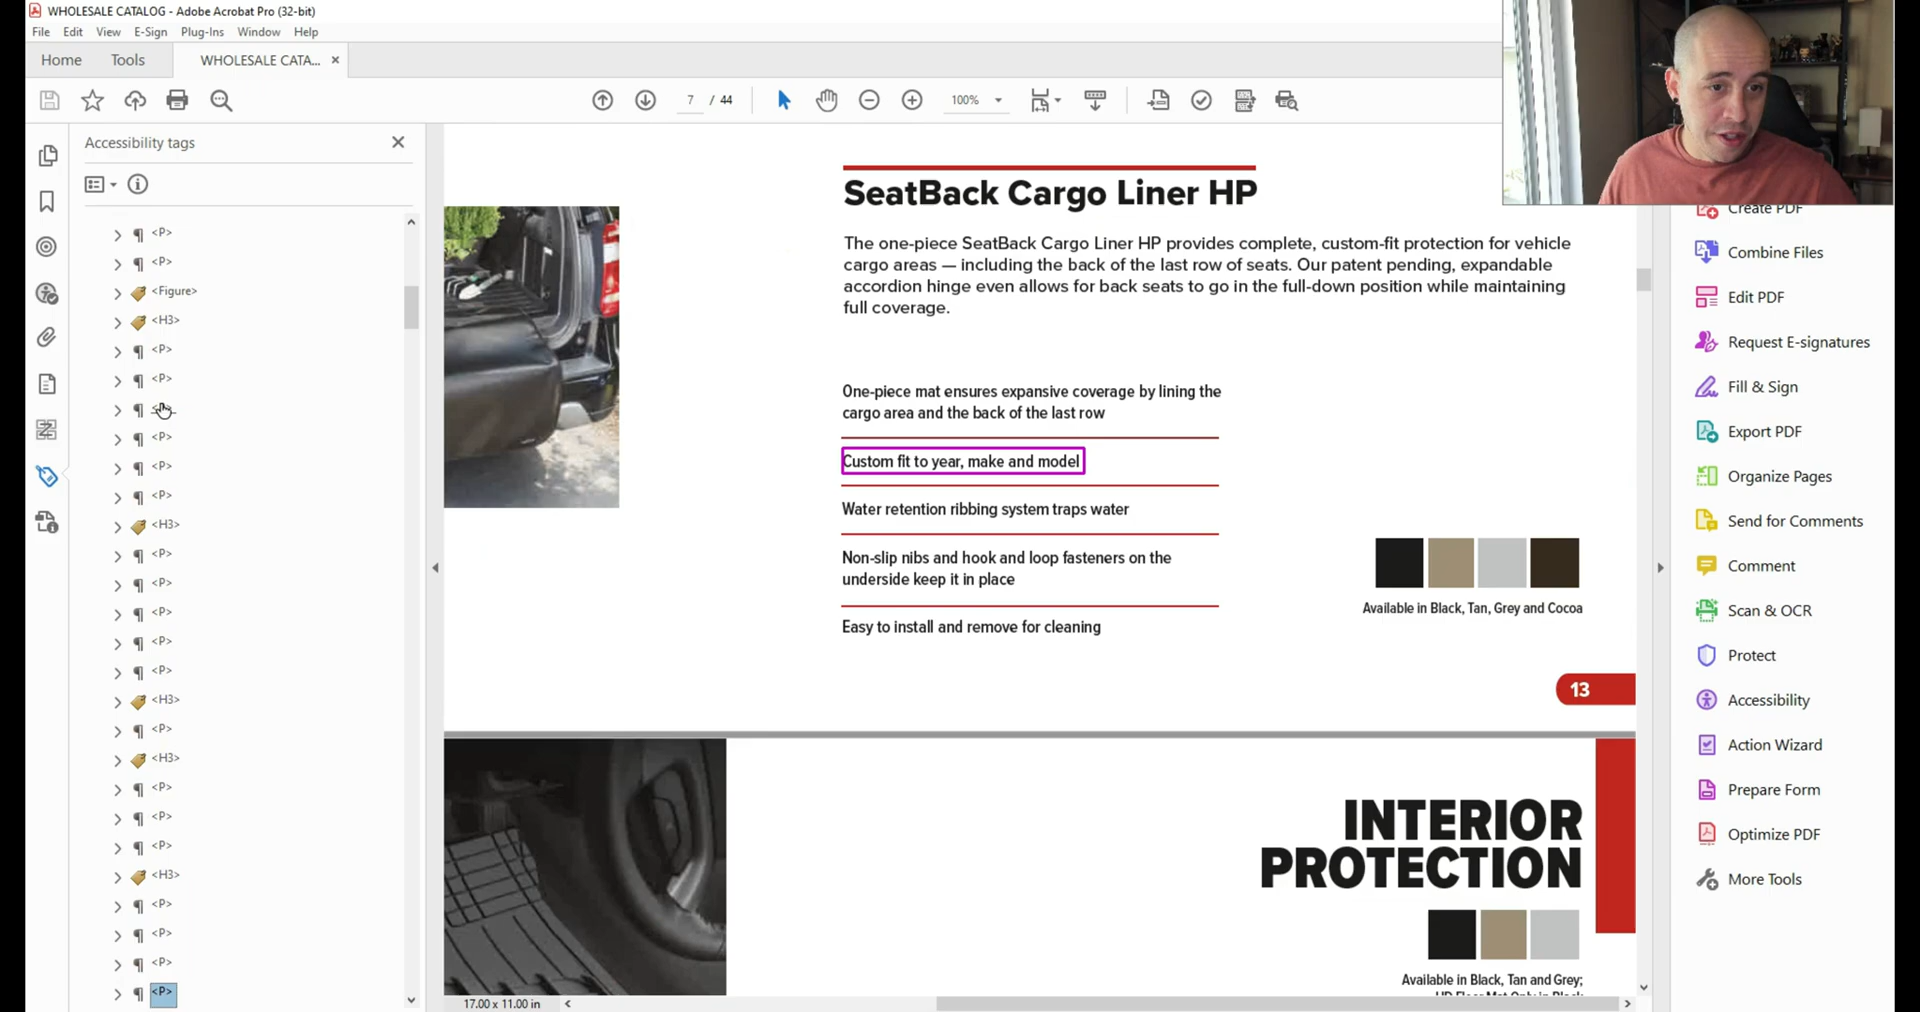 WHOLESALE CATALOG - Adobe Acrobat Pro (32-bit)
File Edit View E-Sign Plug-Ins Window Help
Home Tools WHOLESALE CATA...
7 / 44 100%
Accessibility tags
<P>
<P>
<Figure>
<H3>
<P>
<P>
<P>
<P>
<P>
<H3>
<P>
<P>
<P>
<P>
<P>
<H3>
<P>
<H3>
<P>
<P>
<P>
<H3>
<P>
<P>
<P>
<P>
SeatBack Cargo Liner HP
The one-piece SeatBack Cargo Liner HP provides complete, custom-fit protection for vehicle
cargo areas — including the back of the last row of seats. Our patent pending, expandable
accordion hinge even allows for back seats to go in the full-down position while maintaining
full coverage.
One-piece mat ensures expansive coverage by lining the
cargo area and the back of the last row
Custom fit to year, make and model
Water retention ribbing system traps water
Non-slip nibs and hook and loop fasteners on the
underside keep it in place
Easy to install and remove for cleaning
Available in Black, Tan, Grey and Cocoa
13
INTERIOR
PROTECTION
Available in Black, Tan and Grey;
HD Floor Mat Only in Black
17.00 x 11.00 in
Create PDF
Combine Files
Edit PDF
Request E-signatures
Fill & Sign
Export PDF
Organize Pages
Send for Comments
Comment
Scan & OCR
Protect
Accessibility
Action Wizard
Prepare Form
Optimize PDF
More Tools